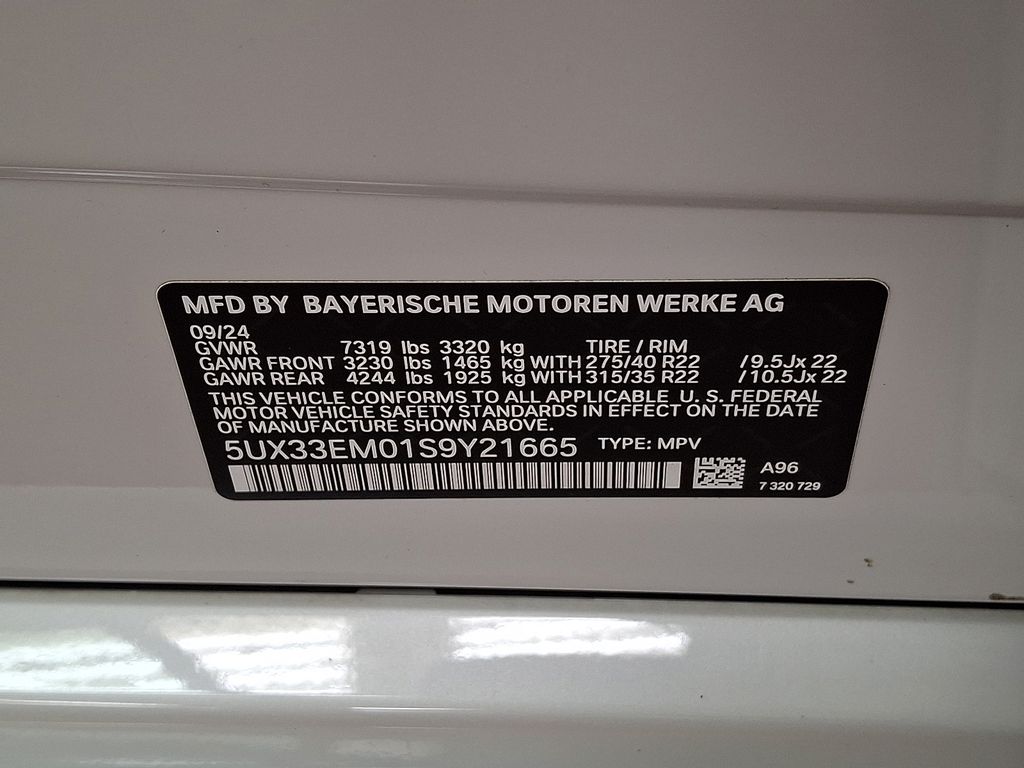 MFD BY BAYERISCHE MOTOREN WERKE AG
09/24
GVWR 7319 lbs 3320 kg TIRE / RIM
GAWR FRONT 3230 lbs 1465 kg WITH 275/40 R22 / 9.5Jx 22
GAWR REAR 4244 lbs 1925 kg WITH 315/35 R22 / 10.5Jx 22
THIS VEHICLE CONFORMS TO ALL APPLICABLE U. S. FEDERAL
MOTOR VEHICLE SAFETY STANDARDS IN EFFECT ON THE DATE
OF MANUFACTURE SHOWN ABOVE.
5UX33EM01S9Y21665 TYPE: MPV
A96
7 320 729